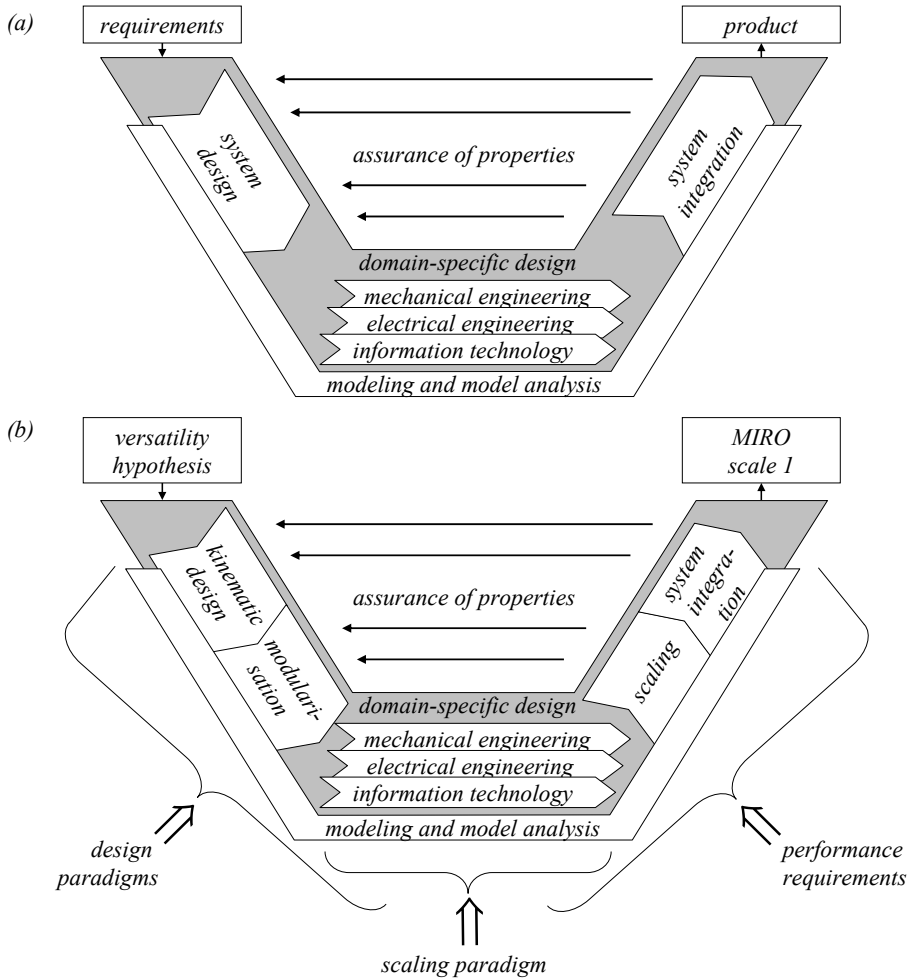 (a)
requirements
product
system
design
assurance of properties
system
integration
domain-specific design
mechanical engineering
electrical engineering
information technology
modeling and model analysis
(b)
versatility
hypothesis
MIRO
scale 1
kinematic
design
modulari-
sation
assurance of properties
system
integra-
tion
scaling
domain-specific design
mechanical engineering
electrical engineering
information technology
modeling and model analysis
design
paradigms
performance
requirements
scaling paradigm